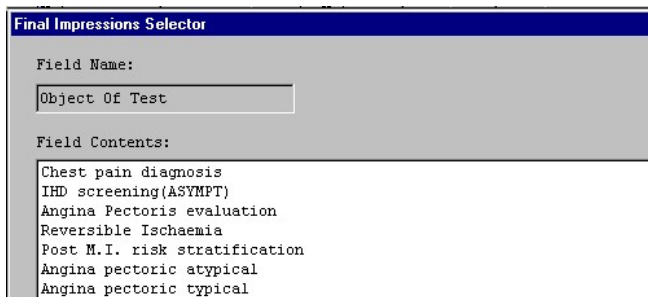 Final Impressions Selector
Field Name:
Object Of Test
Field Contents:
Chest pain diagnosis
IHD screening(ASYMPT)
Angina Pectoris evaluation
Reversible Ischaemia
Post M.I. risk stratification
Angina pectoric atypical
Angina pectoric typical